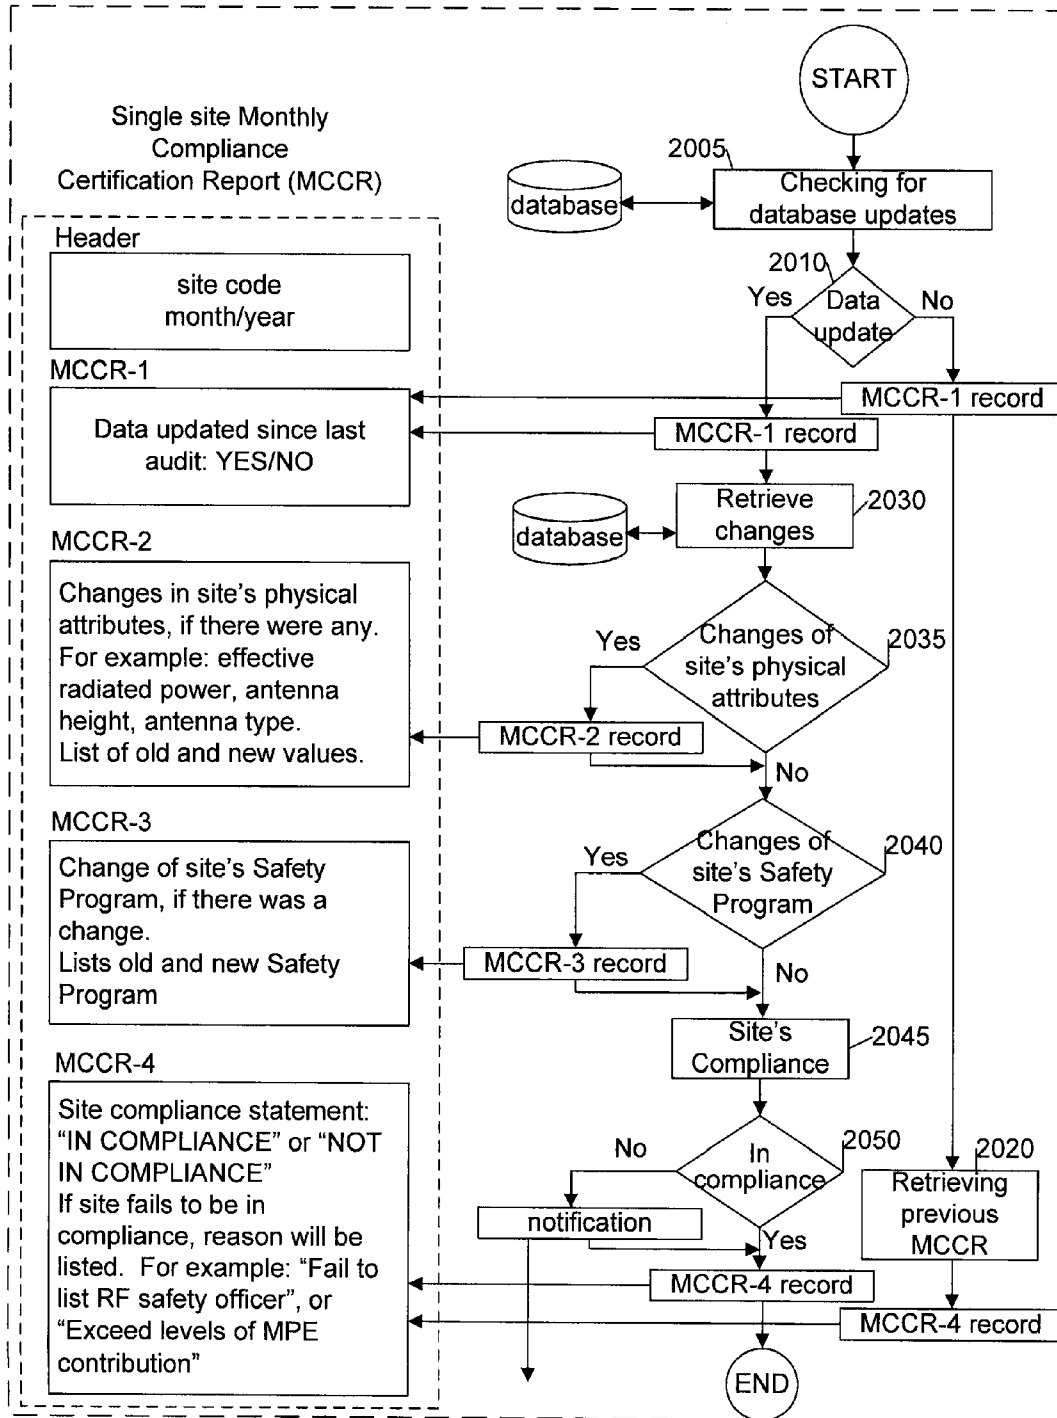 START
Single site Monthly
Compliance
Certification Report (MCCR)
2005
Checking for
database updates
database
Header
site code
month/year
2010
Yes
Data
update
No
MCCR-1
Data updated since last
audit: YES/NO
MCCR-1 record
MCCR-1 record
Retrieve
changes
2030
database
MCCR-2
Changes in site's physical
attributes, if there were any.
For example: effective
radiated power, antenna
height, antenna type.
List of old and new values.
Yes
Changes of
site's physical
attributes
2035
MCCR-2 record
No
MCCR-3
Change of site's Safety
Program, if there was a
change.
Lists old and new Safety
Program
Yes
Changes of
site's Safety
Program
2040
MCCR-3 record
No
Site's
Compliance
2045
MCCR-4
Site compliance statement:
“IN COMPLIANCE” or “NOT
IN COMPLIANCE”
If site fails to be in
compliance, reason will be
listed.  For example: “Fail to
list RF safety officer”, or
“Exceed levels of MPE
contribution”
No
In
compliance
2050
notification
Yes
2020
Retrieving
previous
MCCR
MCCR-4 record
MCCR-4 record
END